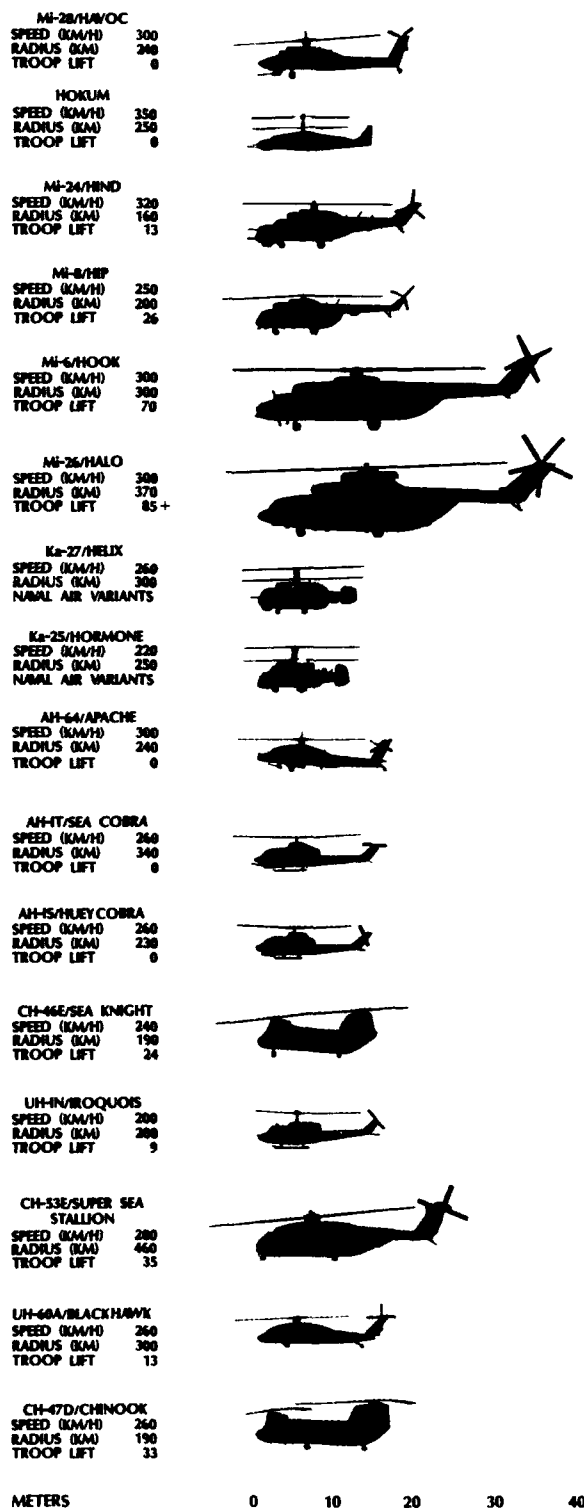 Mi-28/HAVOC
SPEED (KM/H) 300
RADIUS (KM) 240
TROOP LIFT 0
HOKUM
SPEED (KM/H) 350
RADIUS (KM) 250
TROOP LIFT 0
Mi-24/HIND
SPEED (KM/H) 320
RADIUS (KM) 160
TROOP LIFT 13
Mi-8/HIP
SPEED (KM/H) 250
RADIUS (KM) 200
TROOP LIFT 26
Mi-6/HOOK
SPEED (KM/H) 300
RADIUS (KM) 300
TROOP LIFT 70
Mi-26/HALO
SPEED (KM/H) 300
RADIUS (KM) 370
TROOP LIFT 85+
Ka-27/HELIX
SPEED (KM/H) 260
RADIUS (KM) 300
NAVAL AIR VARIANTS
Ka-25/HORMONE
SPEED (KM/H) 220
RADIUS (KM) 250
NAVAL AIR VARIANTS
AH-64/APACHE
SPEED (KM/H) 300
RADIUS (KM) 240
TROOP LIFT 0
AH-1T/SEA COBRA
SPEED (KM/H) 260
RADIUS (KM) 340
TROOP LIFT 0
AH-1S/HUEY COBRA
SPEED (KM/H) 260
RADIUS (KM) 230
TROOP LIFT 0
CH-46E/SEA KNIGHT
SPEED (KM/H) 240
RADIUS (KM) 190
TROOP LIFT 24
UH-1N/IROQUOIS
SPEED (KM/H) 200
RADIUS (KM) 200
TROOP LIFT 9
CH-53E/SUPER SEA
STALLION
SPEED (KM/H) 280
RADIUS (KM) 460
TROOP LIFT 35
UH-60A/BLACKHAWK
SPEED (KM/H) 260
RADIUS (KM) 300
TROOP LIFT 13
CH-47D/CHINOOK
SPEED (KM/H) 260
RADIUS (KM) 190
TROOP LIFT 33
METERS 0 10 20 30 40